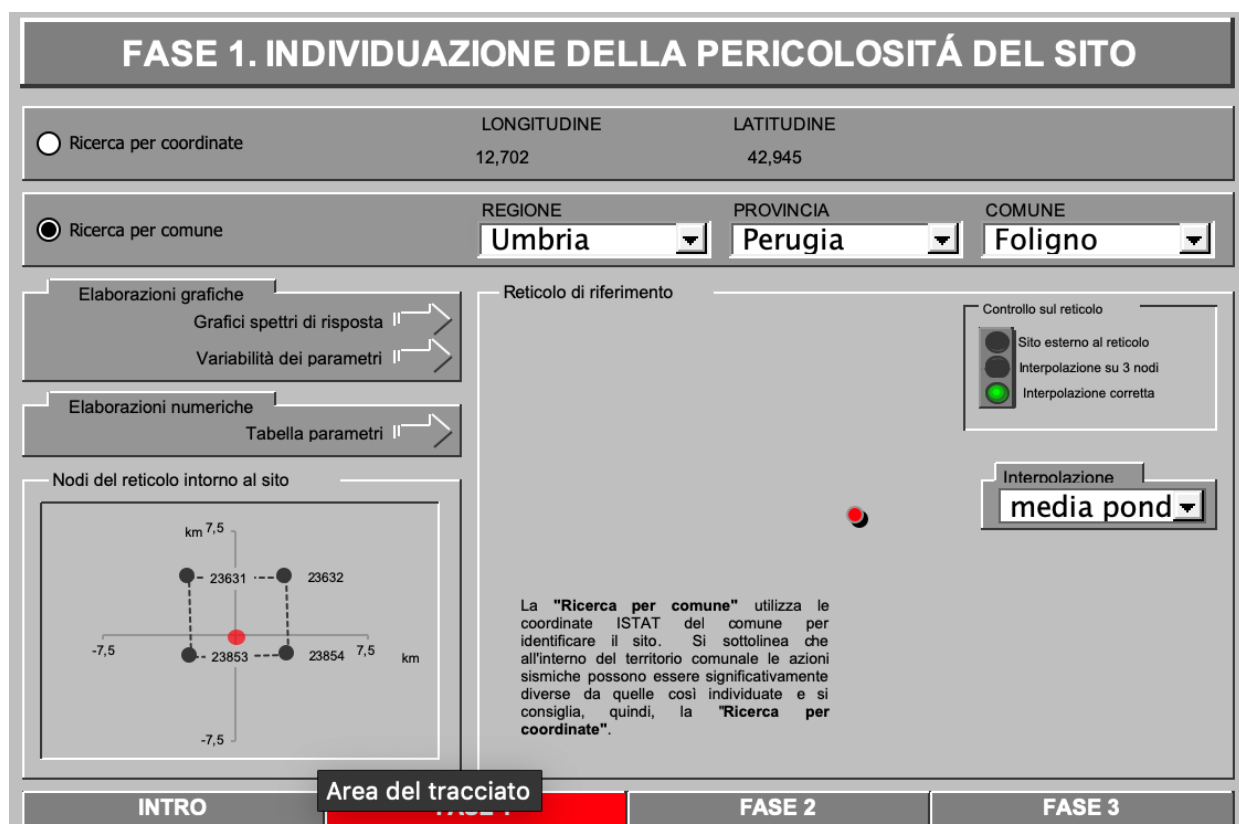 FASE 1. INDIVIDUAZIONE DELLA PERICOLOSITÁ DEL SITO
Ricerca per coordinate
LONGITUDINE
LATITUDINE
12,702
42,945
Ricerca per comune
REGIONE
PROVINCIA
COMUNE
Umbria
Perugia
Foligno
Elaborazioni grafiche
Grafici spettri di risposta
Variabilità dei parametri
Elaborazioni numeriche
Tabella parametri
Nodi del reticolo intorno al sito
km
7,5
23631
23632
-7,5
23853
23854
7,5
km
-7,5
Reticolo di riferimento
Controllo sul reticolo
Sito esterno al reticolo
Interpolazione su 3 nodi
Interpolazione corretta
Interpolazione
media pond
La "Ricerca per comune" utilizza le
coordinate ISTAT del comune per
identificare il sito. Si sottolinea che
all'interno del territorio comunale le azioni
sismiche possono essere significativamente
diverse da quelle così individuate e si
consiglia, quindi, la "Ricerca per
coordinate".
Area del tracciato
INTRO
FASE 1
FASE 2
FASE 3